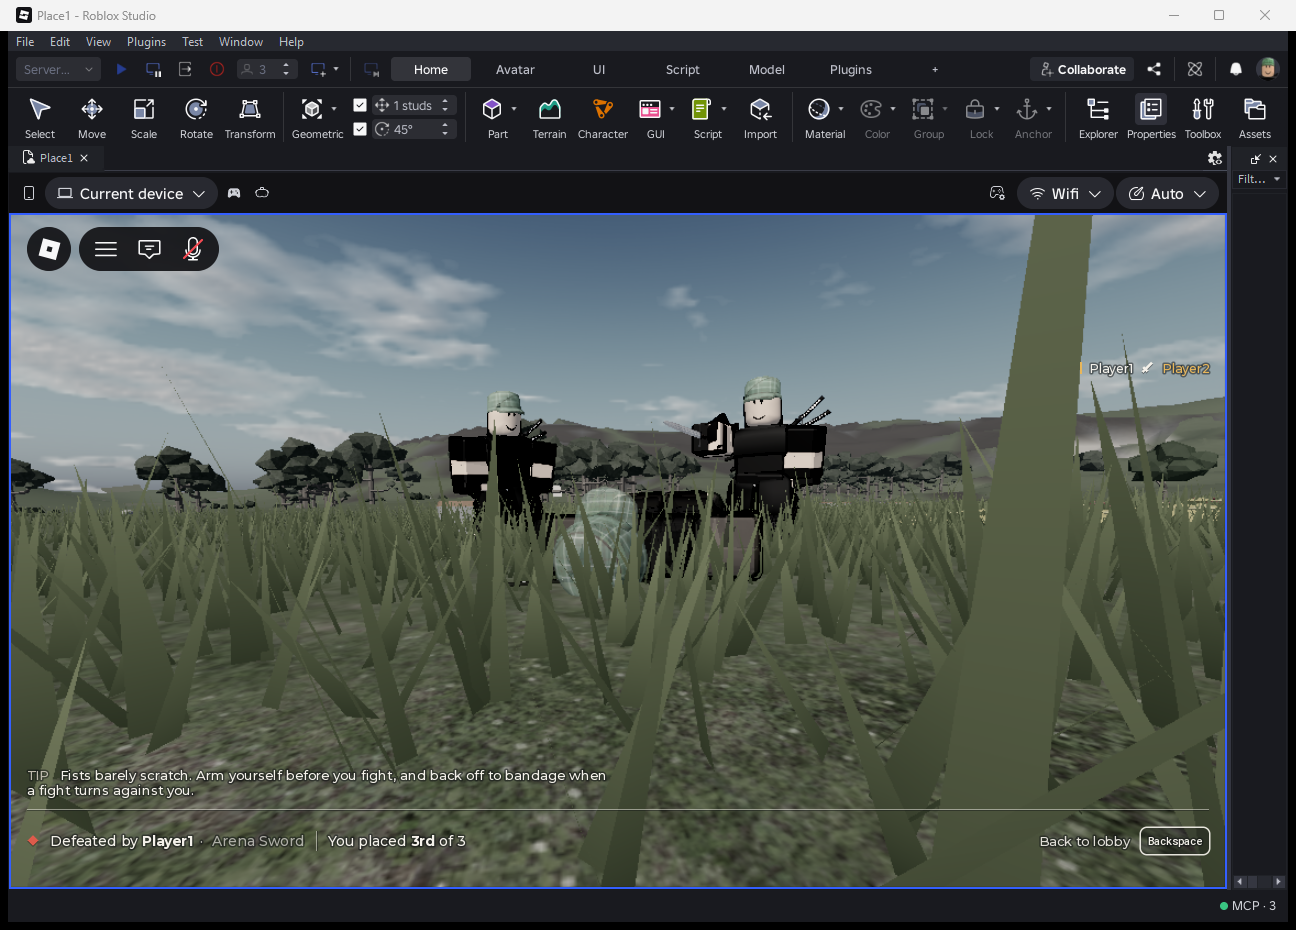 Place1 - Roblox Studio
File Edit View Plugins Test Window Help
Server... 3 Home Avatar UI Script Model Plugins + Collaborate
1 studs
45°
Select Move Scale Rotate Transform Geometric Part Terrain Character GUI Script Import Material Color Group Lock Anchor Explorer Properties Toolbox Assets
Place1
Filt...
Current device Wifi Auto
Player1 Player2
TIP Fists barely scratch. Arm yourself before you fight, and back off to bandage when
a fight turns against you.
Defeated by Player1 · Arena Sword You placed 3rd of 3 Back to lobby Backspace
MCP · 3